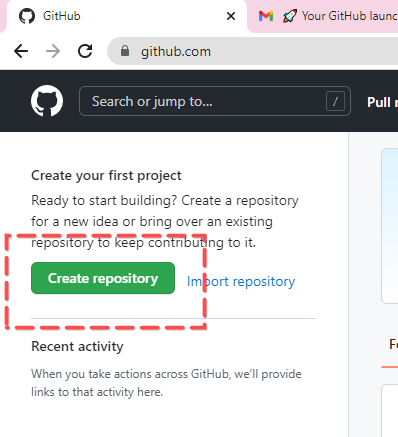 GitHub
🚀 Your GitHub launc
github.com
Search or jump to...
/
Pull r
Create your first project
Ready to start building? Create a repository
for a new idea or bring over an existing
repository to keep contributing to it.
Create repository
Import repository
Recent activity
When you take actions across GitHub, we'll provide
links to that activity here.